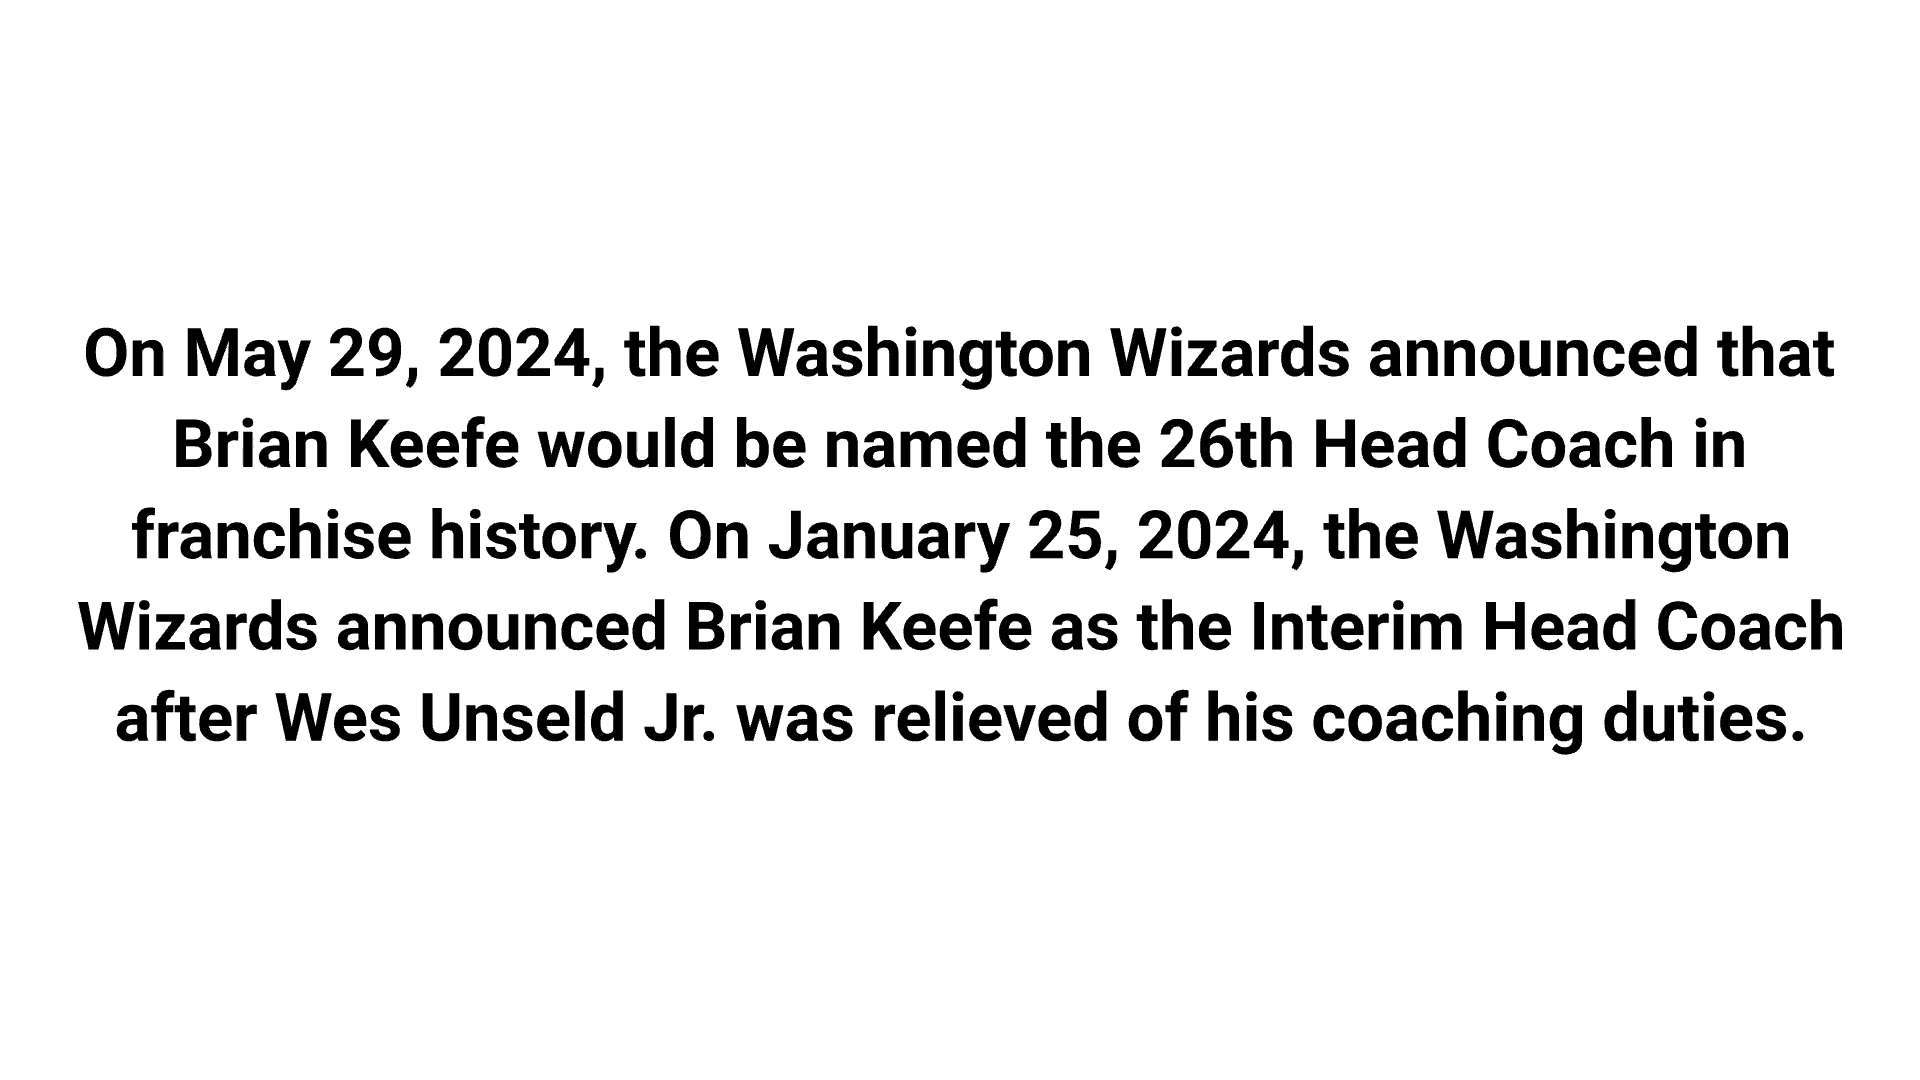 On May 29, 2024, the Washington Wizards announced that
Brian Keefe would be named the 26th Head Coach in
franchise history. On January 25, 2024, the Washington
Wizards announced Brian Keefe as the Interim Head Coach
after Wes Unseld Jr. was relieved of his coaching duties.